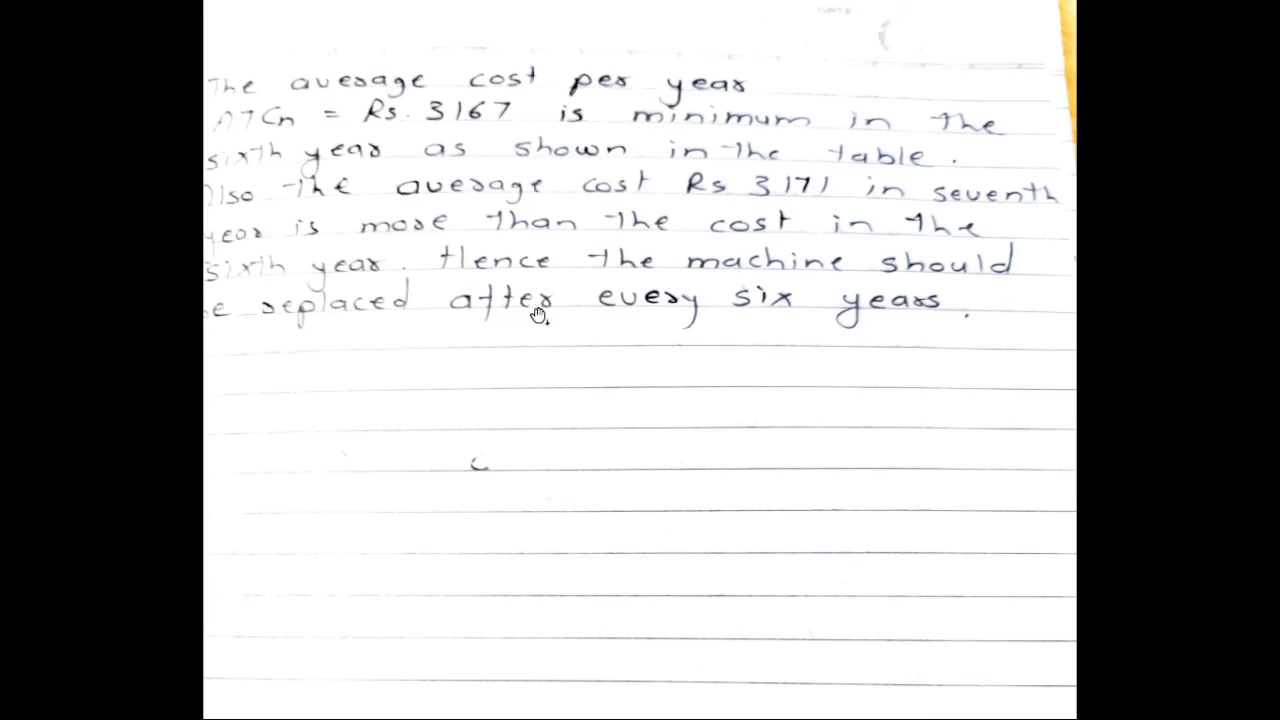 The average cost per year
ATCn = Rs. 3167 is minimum in the
sixth year as shown in the table.
Also the average cost Rs 3171 in seventh
year is more than the cost in the
sixth year. Hence the machine should
be replaced after every six years.